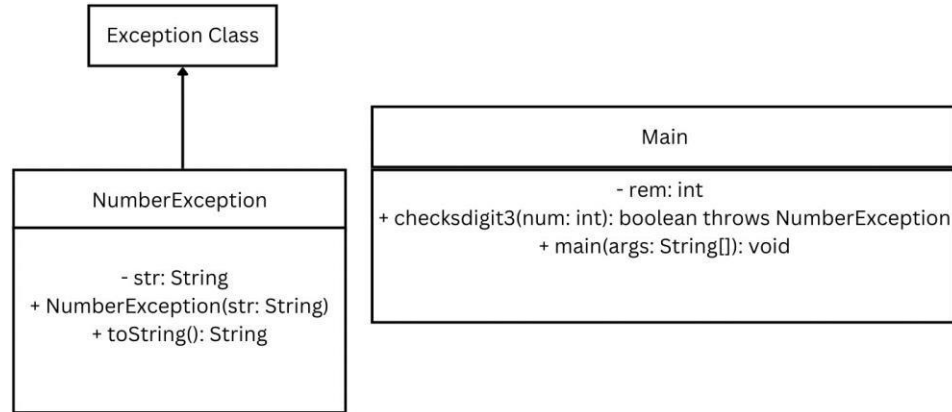 Exception Class
NumberException
- str: String
+ NumberException(str: String)
+ toString(): String
Main
- rem: int
+ checksdigit3(num: int): boolean throws NumberException
+ main(args: String[]): void